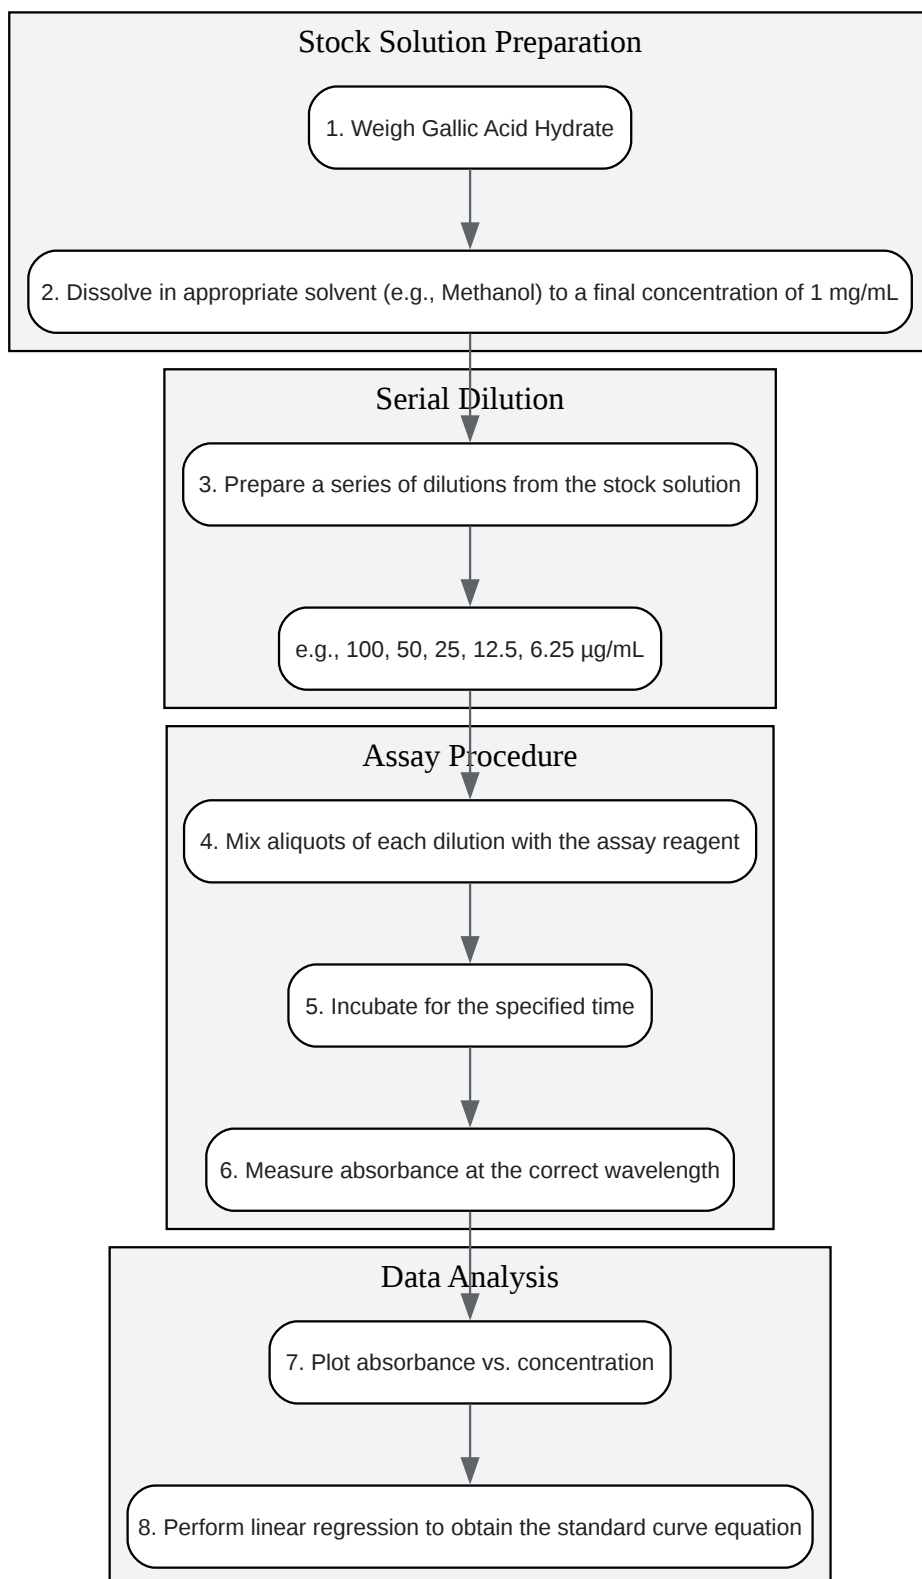 Stock Solution Preparation
1. Weigh Gallic Acid Hydrate
2. Dissolve in appropriate solvent (e.g., Methanol) to a final concentration of 1 mg/mL
Serial Dilution
3. Prepare a series of dilutions from the stock solution
e.g., 100, 50, 25, 12.5, 6.25 µg/mL
Assay Procedure
4. Mix aliquots of each dilution with the assay reagent
5. Incubate for the specified time
6. Measure absorbance at the correct wavelength
Data Analysis
7. Plot absorbance vs. concentration
8. Perform linear regression to obtain the standard curve equation